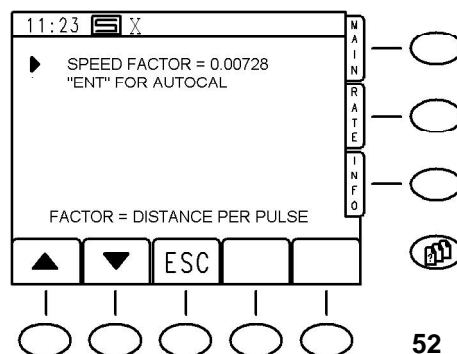 11:23 S X
SPEED FACTOR = 0.00728
"ENT" FOR AUTOCAL
FACTOR = DISTANCE PER PULSE
ESC
MAIN
RATE
INFO
52